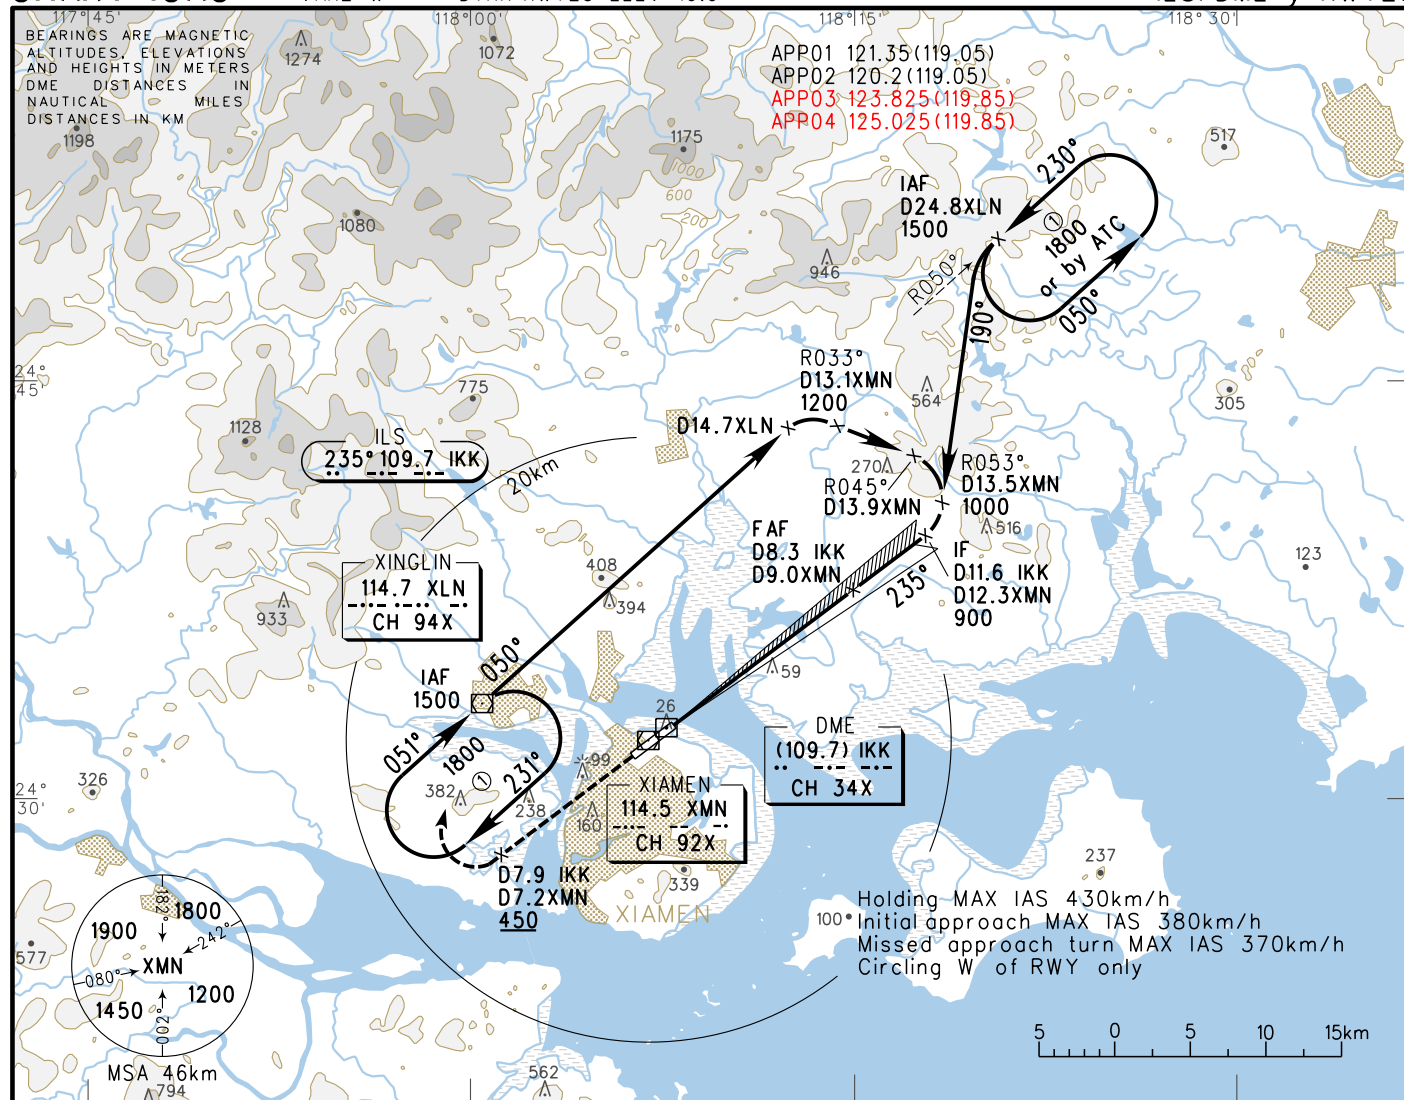 117°45'
118°00'
118°15'
118°30'
BEARINGS ARE MAGNETIC
ALTITUDES, ELEVATIONS
AND HEIGHTS IN METERS
DME DISTANCES IN
NAUTICAL MILES
DISTANCES IN KM
APP01 121.35(119.05)
APP02 120.2(119.05)
APP03 123.825(119.85)
APP04 125.025(119.85)
1274
1072
1198
1175
1000
600
200
517
1080
946
IAF
D24.8XLN
1500
230°
1
1800
or by ATC
050°
R050°
190°
24°
45'
775
R033°
D13.1XMN
1200
D14.7XLN
564
305
1128
ILS
235° 109.7 IKK
20km
270
R045°
D13.9XMN
R053°
D13.5XMN
1000
516
FAF
D8.3 IKK
D9.0XMN
235°
IF
D11.6 IKK
D12.3XMN
900
123
XINGLIN
114.7 XLN
CH 94X
408
394
933
IAF
1500
050°
59
26
051°
1800
1
231°
382
238
99
160
DME
(109.7) IKK
CH 34X
XIAMEN
114.5 XMN
CH 92X
24°
30'
326
D7.9 IKK
D7.2XMN
450
339
XIAMEN
237
100
Holding MAX IAS 430km/h
Initial approach MAX IAS 380km/h
Missed approach turn MAX IAS 370km/h
Circling W of RWY only
577
182°
1800
1900
242°
XMN
080°
1200
1450
002°
MSA 46km
794
562
5 0 5 10 15km